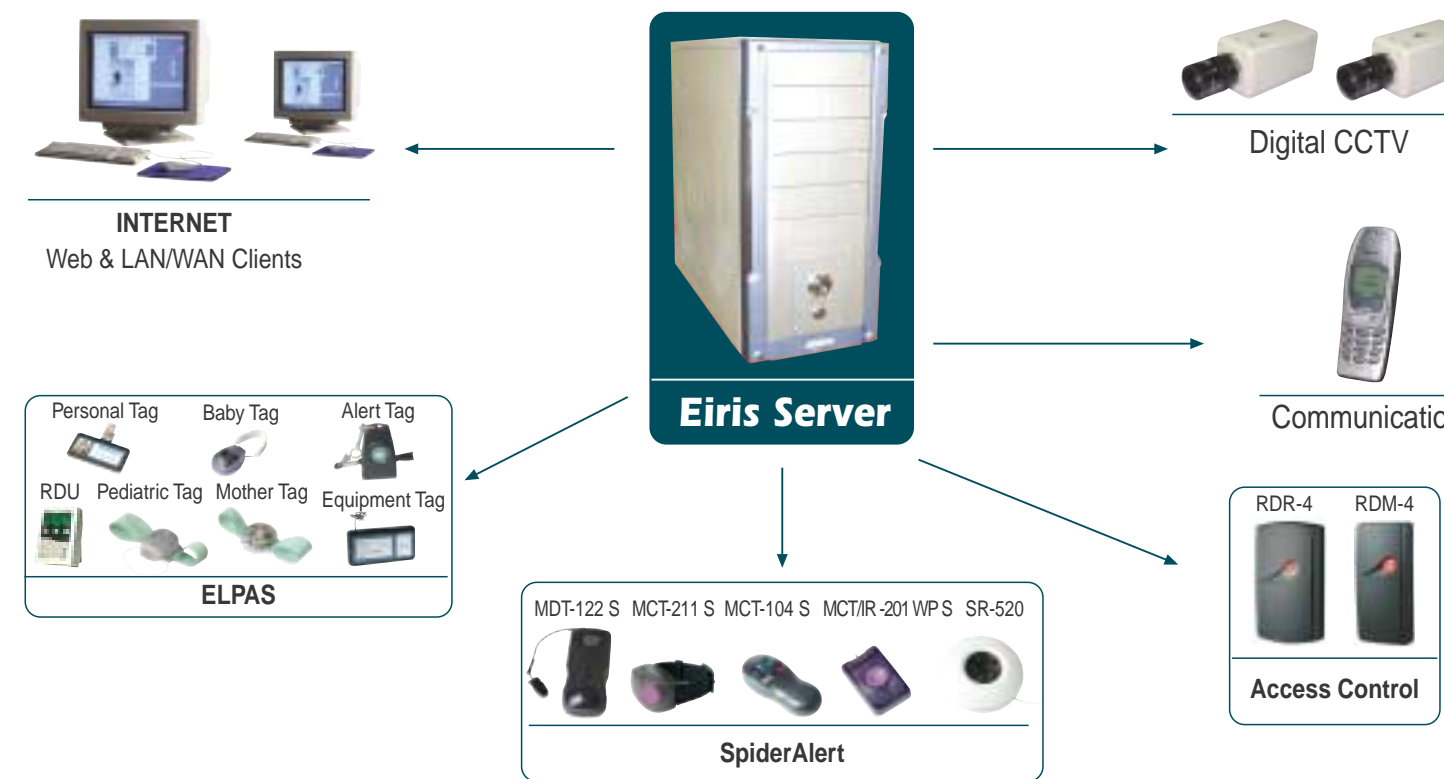 INTERNET
Web & LAN/WAN Clients
Eiris Server
Digital CCTV
Communicatio
Personal Tag
Baby Tag
Alert Tag
RDU
Pediatric Tag
Mother Tag
Equipment Tag
ELPAS
MDT-122 S
MCT-211 S
MCT-104 S
MCT/IR -201 WP S
SR-520
SpiderAlert
RDR-4
RDM-4
Access Control